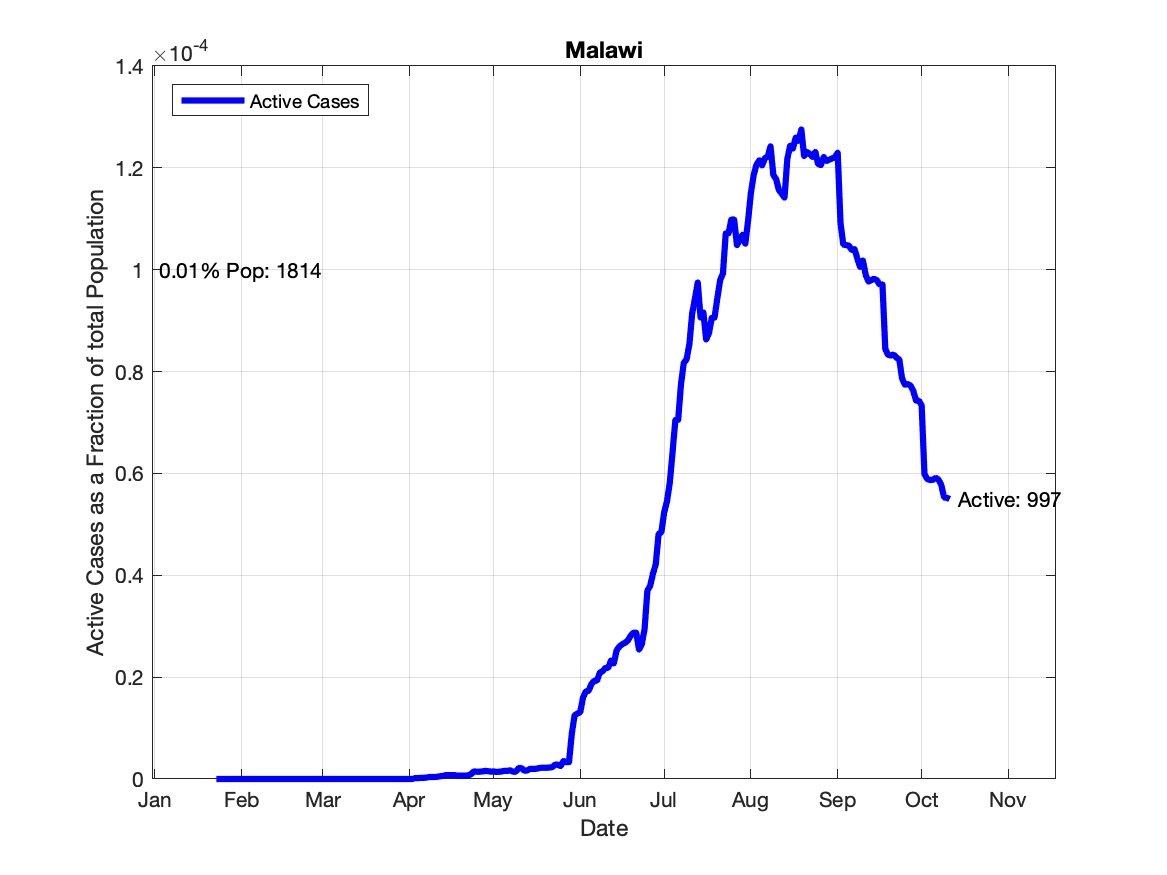 Malawi
×10-4
Active Cases
1.4
1.2
1
0.8
0.6
0.4
0.2
0
0.01% Pop: 1814
Active: 997
Active Cases as a Fraction of total Population
Jan Feb Mar Apr May Jun Jul Aug Sep Oct Nov
Date